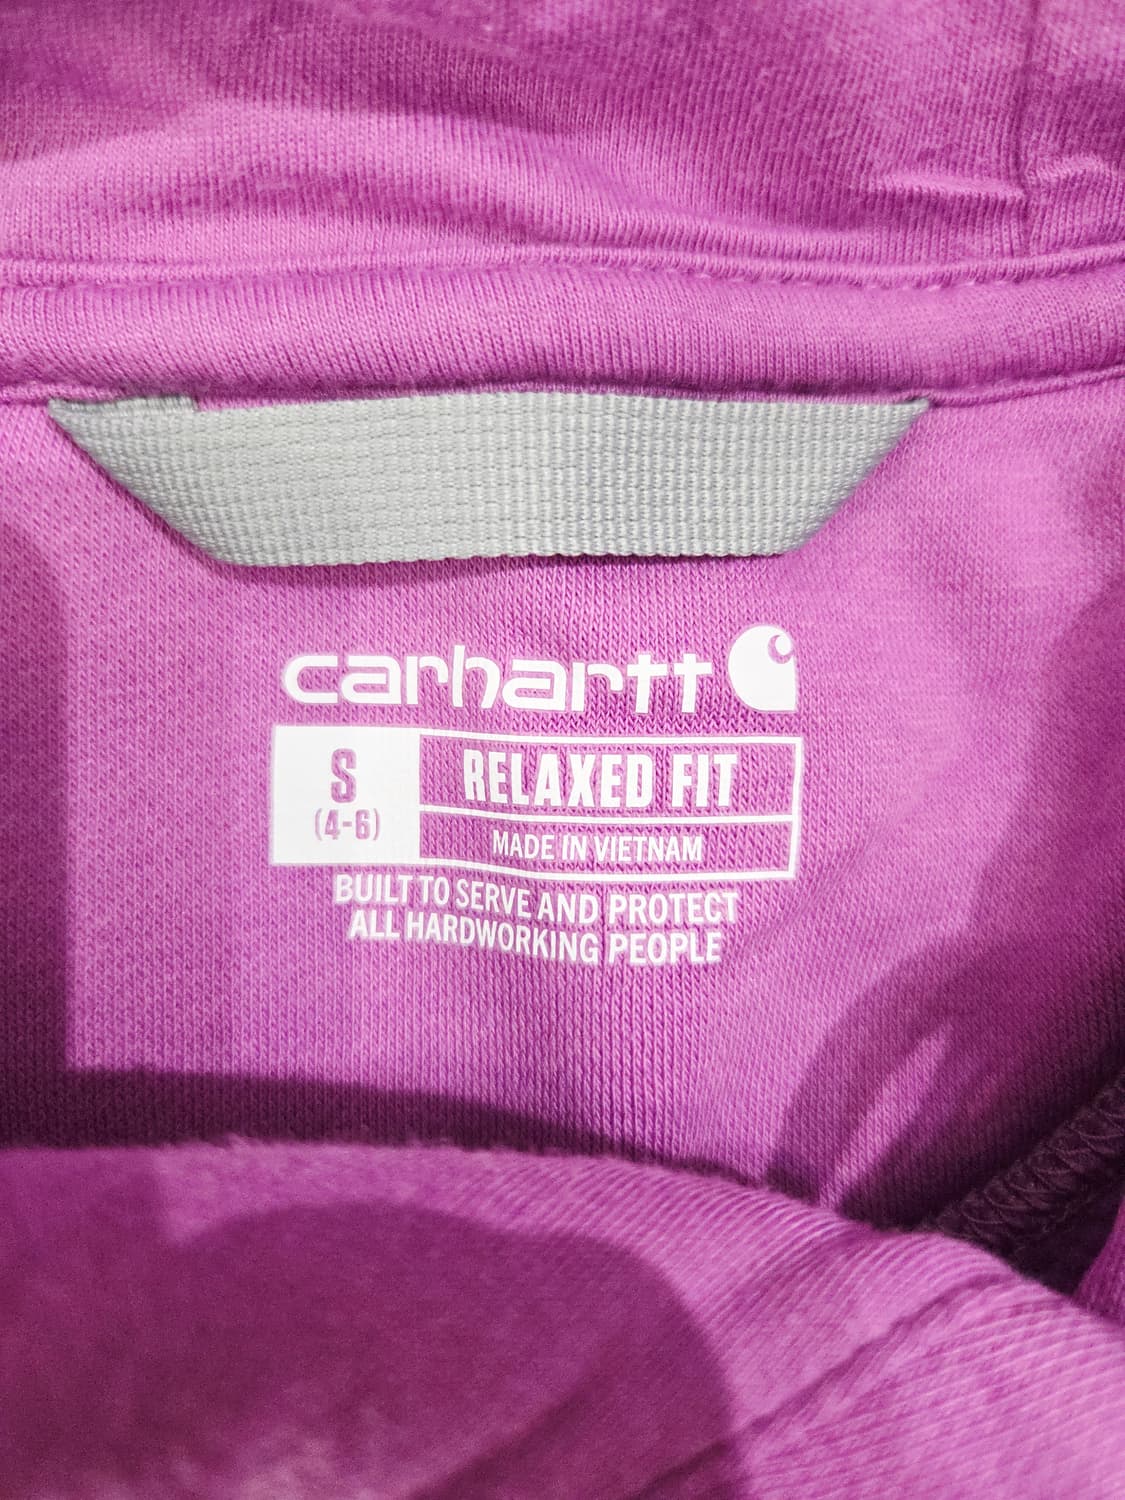 carhartt
S
(4-6)
RELAXED FIT
MADE IN VIETNAM
BUILT TO SERVE AND PROTECT
ALL HARDWORKING PEOPLE